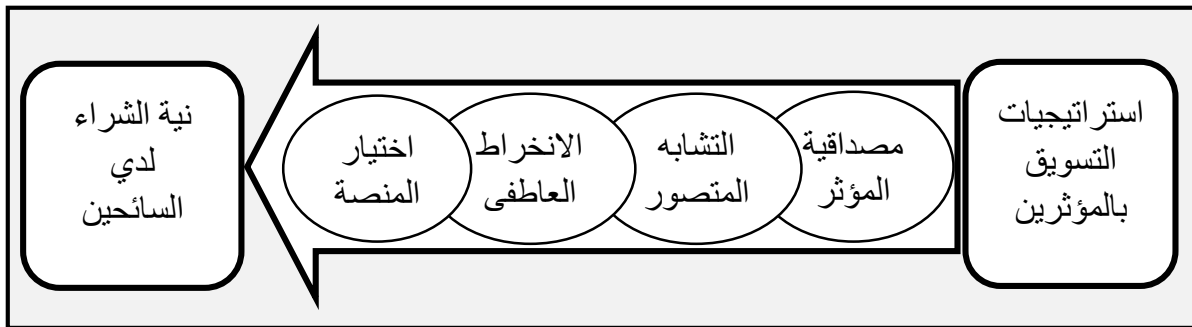 استراتيجيات
التسويق
بالمؤثرين
مصداقية
المؤثر
التشابه
المتصور
الانخراط
العاطفى
اختيار
المنصة
نية الشراء
لدي
السائحين